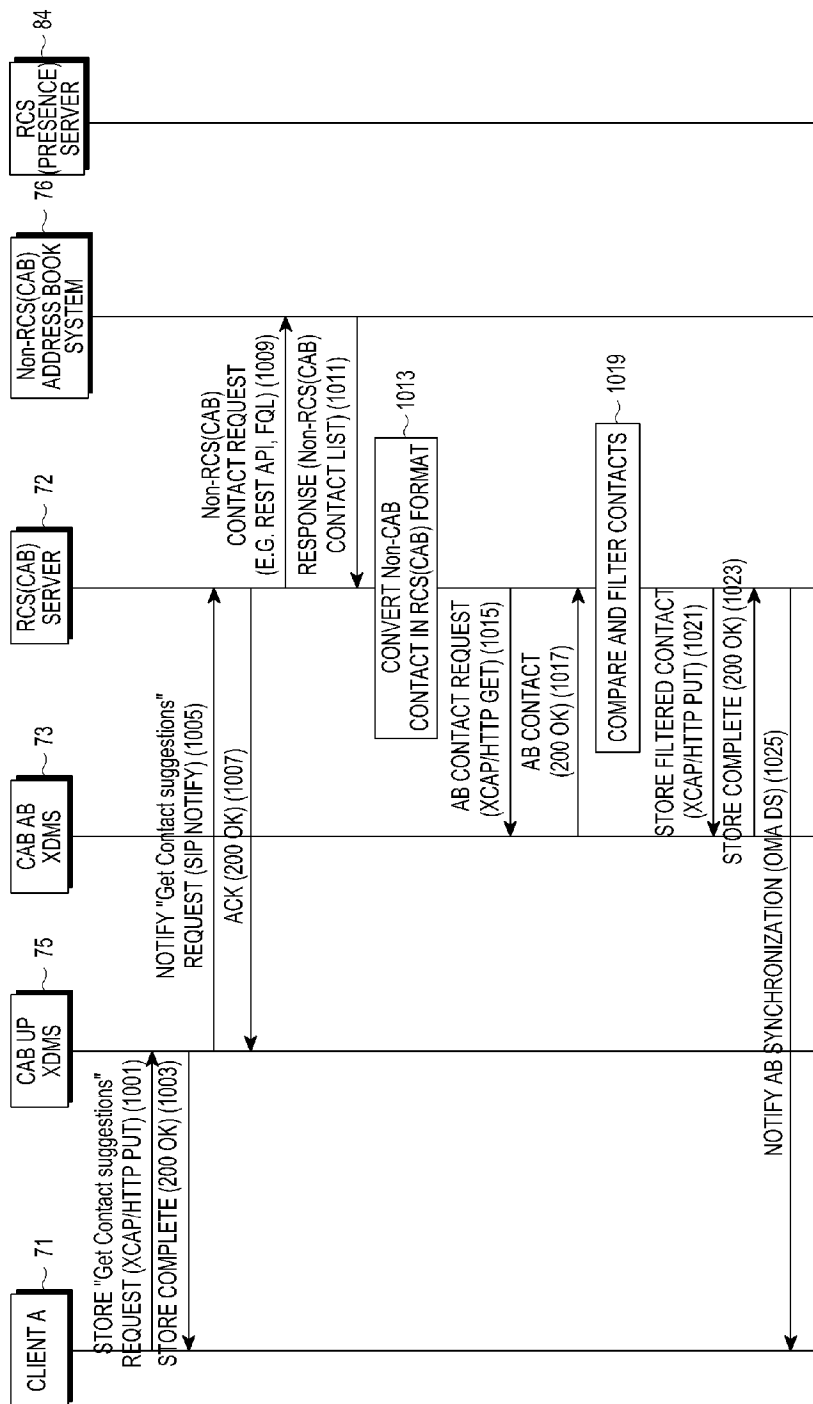 CLIENT A
71
CAB UP
XDMS
75
CAB AB
XDMS
73
RCS(CAB)
SERVER
72
Non-RCS(CAB)
ADDRESS BOOK
SYSTEM
76
RCS
(PRESENCE)
SERVER
84
STORE "Get Contact suggestions"
REQUEST (XCAP/HTTP PUT) (1001)
STORE COMPLETE (200 OK) (1003)
NOTIFY "Get Contact suggestions"
REQUEST (SIP NOTIFY) (1005)
ACK (200 OK) (1007)
Non-RCS(CAB)
CONTACT REQUEST
(E.G. REST API, FQL) (1009)
RESPONSE (Non-RCS(CAB)
CONTACT LIST) (1011)
CONVERT Non-CAB
CONTACT IN RCS(CAB) FORMAT
1013
AB CONTACT REQUEST
(XCAP/HTTP GET) (1015)
AB CONTACT
(200 OK) (1017)
COMPARE AND FILTER CONTACTS
1019
STORE FILTERED CONTACT
(XCAP/HTTP PUT) (1021)
STORE COMPLETE (200 OK) (1023)
NOTIFY AB SYNCHRONIZATION (OMA DS) (1025)